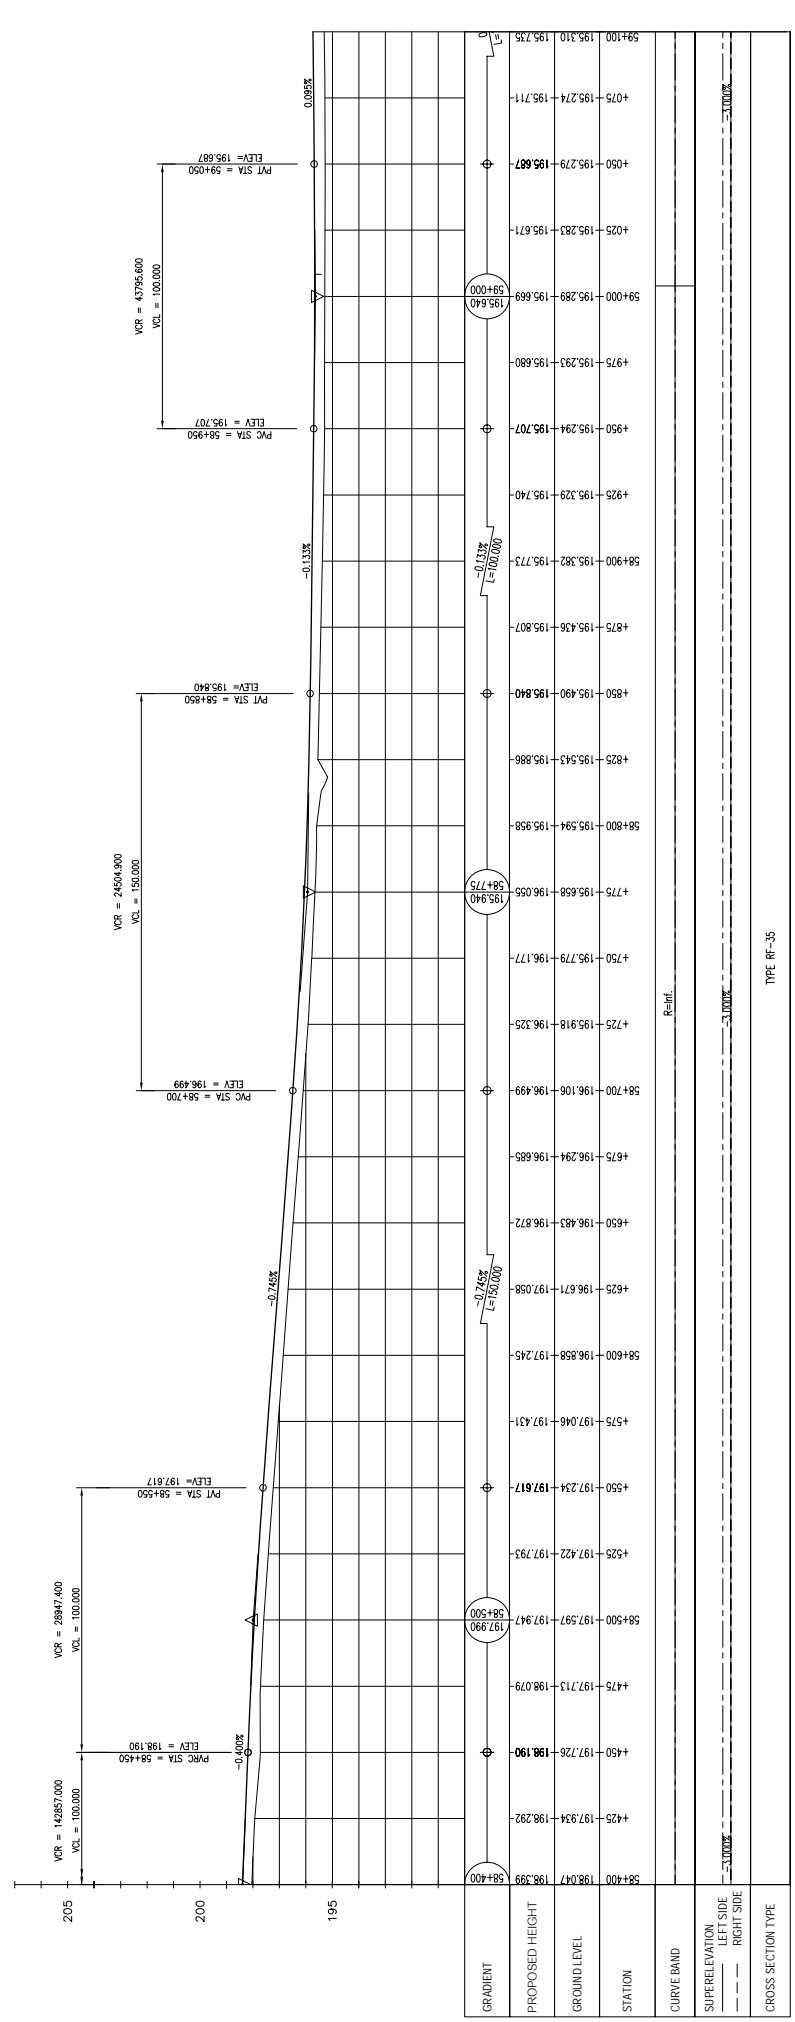 VCR = 142857.000
VCL = 100.000
VCR = 28947.400
VCL = 100.000
VCR = 24504.900
VCL = 150.000
VCR = 43795.600
VCL = 100.000
PVRC STA = 58+450
ELEV = 198.190
PVT STA = 58+550
ELEV= 197.617
PVC STA = 58+700
ELEV = 196.499
PVT STA = 58+850
ELEV= 195.840
PVC STA = 58+950
ELEV = 195.707
PVT STA = 59+050
ELEV= 195.687
-0.400%
-0.745%
-0.133%
0.095%
205
200
195
GRADIENT
58+400
58+500
197.990
-0.745%
L=150.000
58+775
195.940
-0.133%
L=100.000
59+000
195.640
0
L=
PROPOSED HEIGHT 198.399 198.292 198.190 198.079 197.947 197.793 197.617 197.431 197.245 197.058 196.872 196.685 196.499 196.325 196.177 196.055 195.958 195.886 195.840 195.807 195.773 195.740 195.707 195.680 195.669 195.671 195.687 195.711 195.735
GROUND LEVEL 198.047 197.934 197.726 197.713 197.597 197.422 197.234 197.046 196.858 196.671 196.483 196.294 196.106 195.918 195.779 195.658 195.594 195.543 195.490 195.436 195.382 195.329 195.294 195.293 195.289 195.283 195.279 195.274 195.310
STATION 58+400 +425 +450 +475 58+500 +525 +550 +575 58+600 +625 +650 +675 58+700 +725 +750 +775 58+800 +825 +850 +875 58+900 +925 +950 +975 59+000 +025 +050 +075 59+100
CURVE BAND R=Inf.
SUPERELEVATION
LEFT SIDE
RIGHT SIDE
-3.000% -3.000% -3.000%
CROSS SECTION TYPE TYPE RF-35